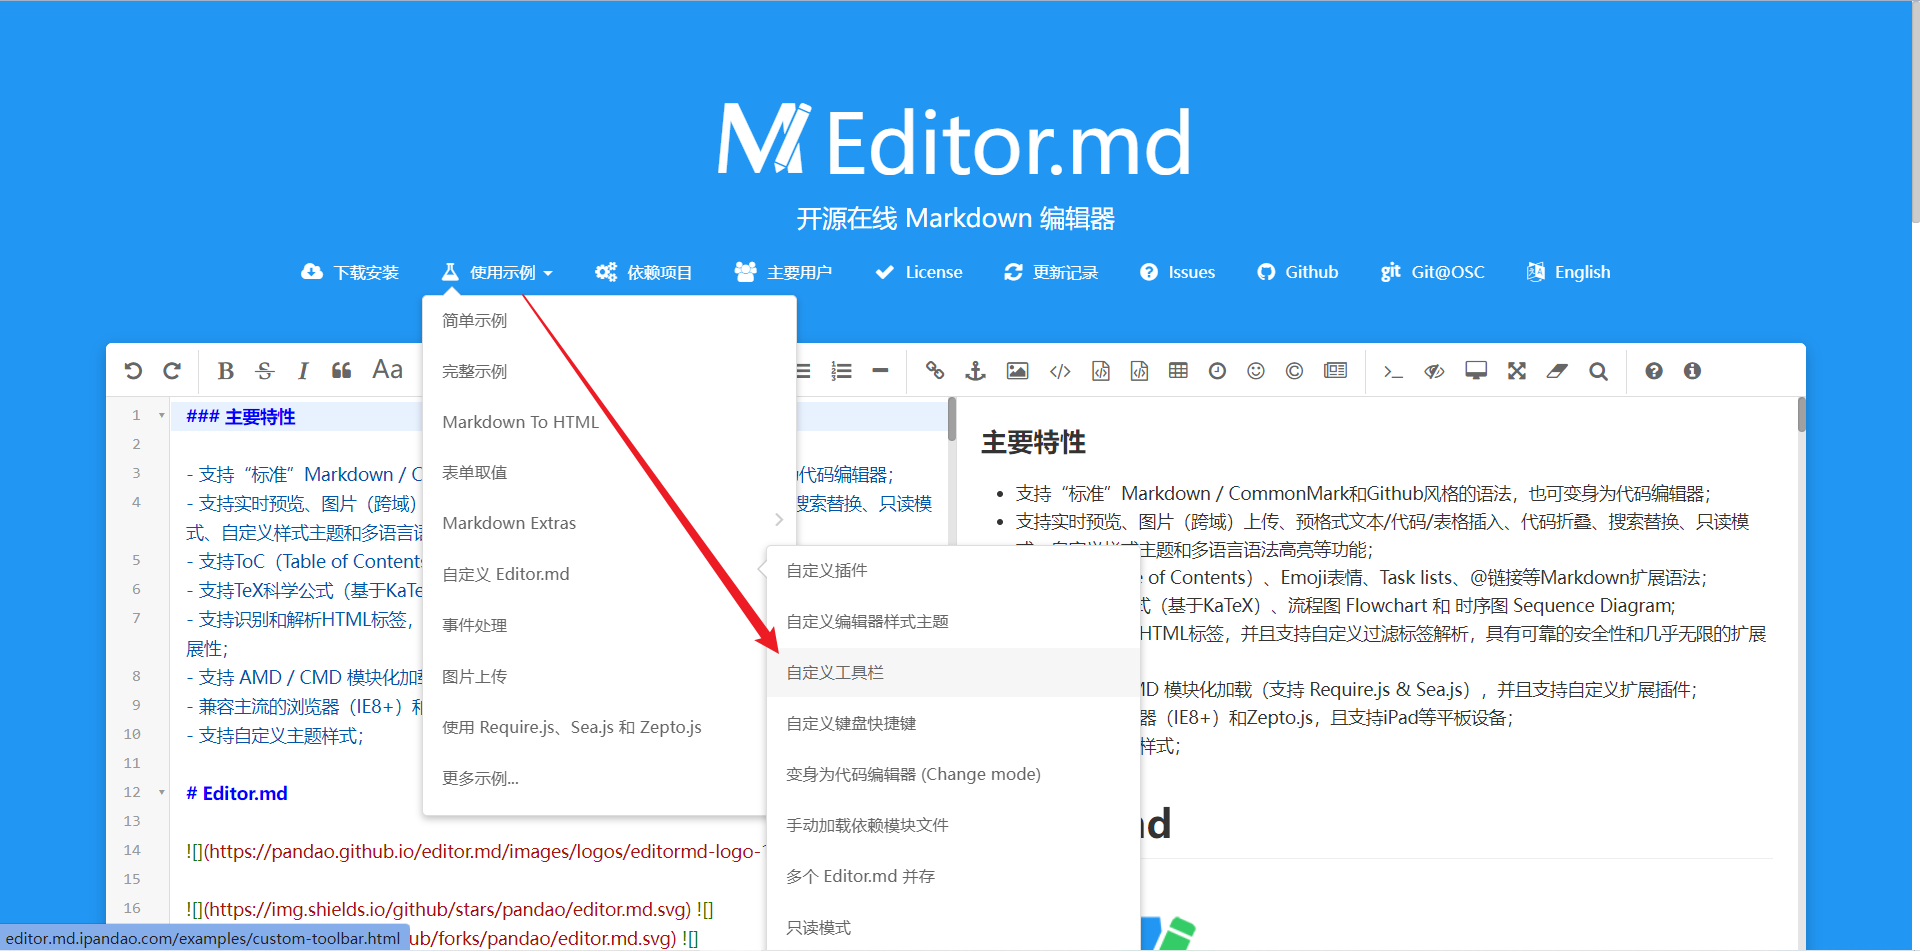 Editor.md
开源在线 Markdown 编辑器
下载安装 使用示例 依赖项目 主要用户 License 更新记录 Issues Github Git@OSC English
简单示例
完整示例
Markdown To HTML
表单取值
Markdown Extras
自定义 Editor.md
事件处理
图片上传
使用 Require.js、Sea.js 和 Zepto.js
更多示例...
自定义插件
自定义编辑器样式主题
自定义工具栏
自定义键盘快捷键
变身为代码编辑器 (Change mode)
手动加载依赖模块文件
多个 Editor.md 并存
只读模式
B S I Aa
1 ### 主要特性
2
3 - 支持“标准”Markdown / C 代码编辑器；
4 - 支持实时预览、图片（跨域） 搜索替换、只读模
式、自定义样式主题和多语言语
5 - 支持ToC（Table of Contents
6 - 支持TeX科学公式（基于KaTe
7 - 支持识别和解析HTML标签，
展性；
8 - 支持 AMD / CMD 模块化加载
9 - 兼容主流的浏览器（IE8+）和
10 - 支持自定义主题样式；
11
12 # Editor.md
13
14 ![](https://pandao.github.io/editor.md/images/logos/editormd-logo-
15
16 ![](https://img.shields.io/github/stars/pandao/editor.md.svg) ![]
ub/forks/pandao/editor.md.svg) ![]
主要特性
支持“标准”Markdown / CommonMark和Github风格的语法，也可变身为代码编辑器；
支持实时预览、图片（跨域）上传、预格式文本/代码/表格插入、代码折叠、搜索替换、只读模
主题和多语言语法高亮等功能；
e of Contents）、Emoji表情、Task lists、@链接等Markdown扩展语法；
式（基于KaTeX）、流程图 Flowchart 和 时序图 Sequence Diagram;
HTML标签，并且支持自定义过滤标签解析，具有可靠的安全性和几乎无限的扩展
MD 模块化加载（支持 Require.js & Sea.js），并且支持自定义扩展插件；
器（IE8+）和Zepto.js，且支持iPad等平板设备；
样式；
nd
editor.md.ipandao.com/examples/custom-toolbar.html